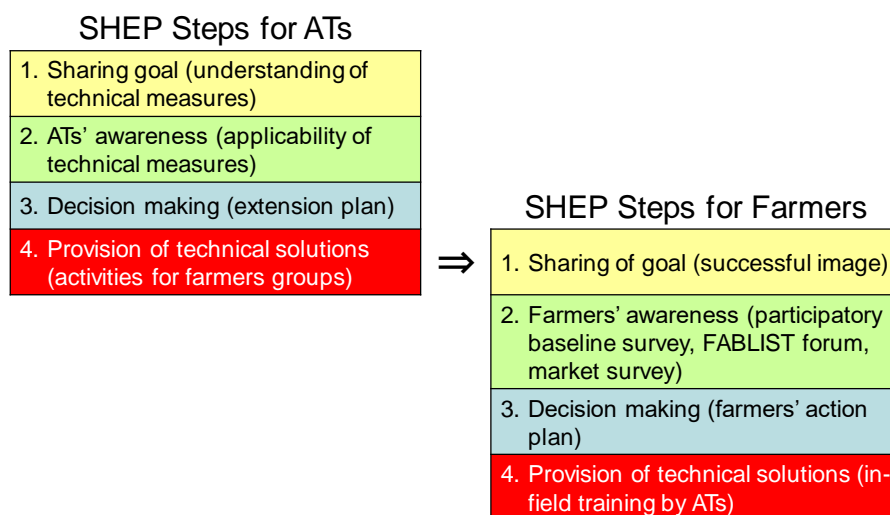 SHEP Steps for ATs
1. Sharing goal (understanding of
technical measures)
2. ATs’ awareness (applicability of
technical measures)
3. Decision making (extension plan)
4. Provision of technical solutions
(activities for farmers groups)
⇒
SHEP Steps for Farmers
1. Sharing of goal (successful image)
2. Farmers’ awareness (participatory
baseline survey, FABLIST forum,
market survey)
3. Decision making (farmers’ action
plan)
4. Provision of technical solutions (in-
field training by ATs)